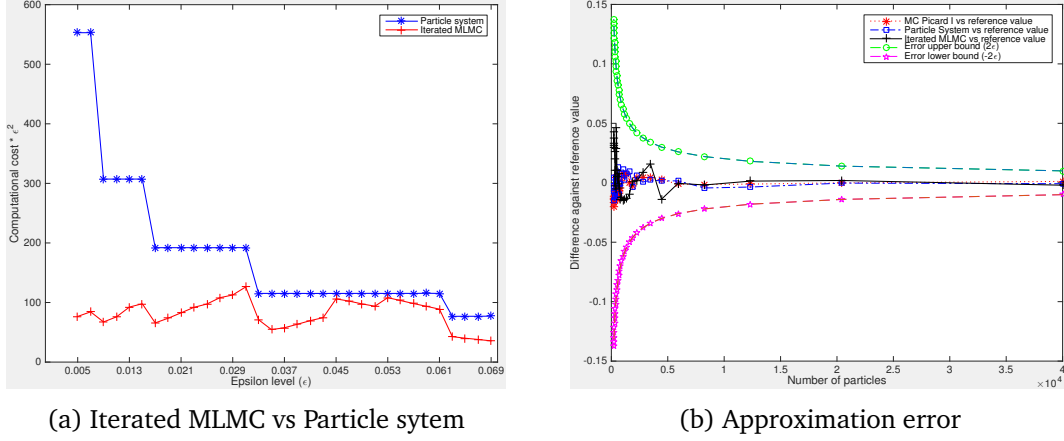 Computational cost * ϵ²
600
500
400
300
200
100
0
0.005
0.013
0.021
0.029
0.037
0.045
0.053
0.061
0.069
Epsilon level (ϵ)
Particle system
Iterated MLMC
(a) Iterated MLMC vs Particle sytem
Difference against reference value
0.15
0.1
0.05
0
-0.05
-0.1
-0.15
0
0.5
1
1.5
2
2.5
3
3.5
4
×10⁴
Number of particles
MC Picard I vs reference value
Particle System vs reference value
Iterated MLMC vs reference value
Error upper bound (2ϵ)
Error lower bound (-2ϵ)
(b) Approximation error